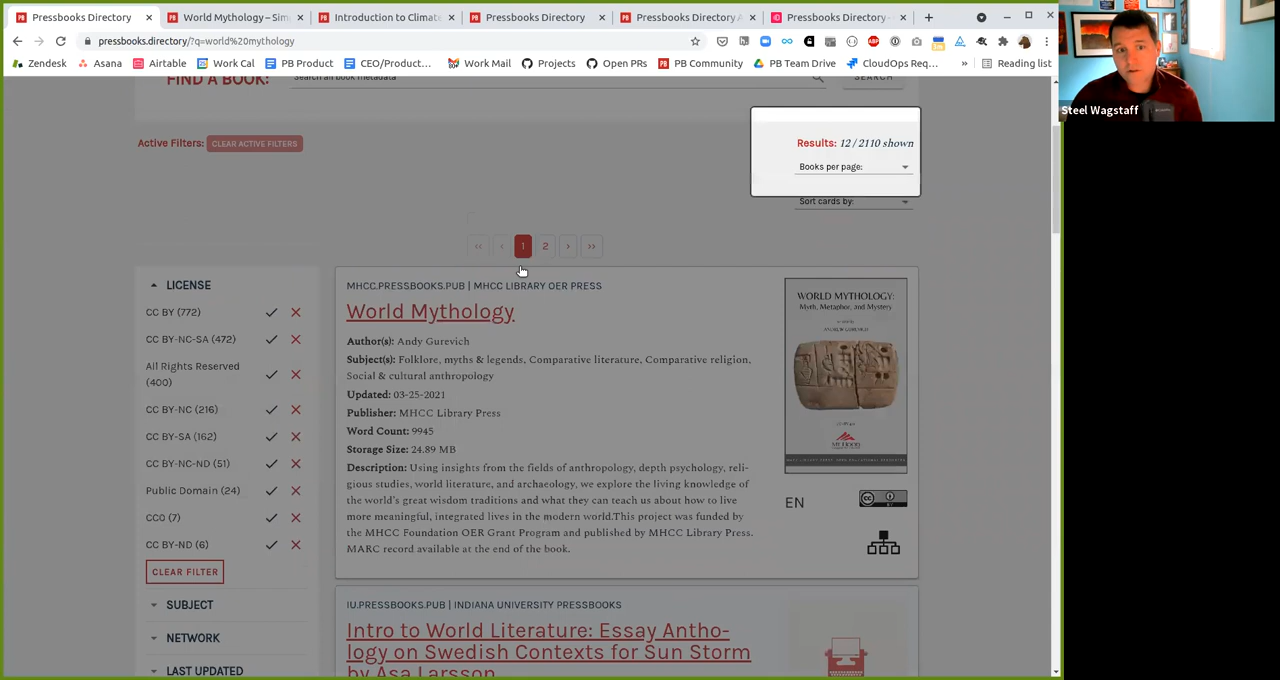 Pressbooks Directory
World Mythology – Sim
Introduction to Climat
Pressbooks Directory
Pressbooks Directory A
Pressbooks Directory -
pressbooks.directory/?q=world%20mythology
Zendesk
Asana
Airtable
Work Cal
PB Product
CEO/Product...
Work Mail
Projects
Open PRs
PB Community
PB Team Drive
CloudOps Req...
»
Reading list
Steel Wagstaff
FIND A BOOK:
Search all book metadata
SEARCH
Active Filters: CLEAR ACTIVE FILTERS
Results: 12 / 2110 shown
Books per page:
Sort cards by:
‹‹ ‹ 1 2 › ››
LICENSE
CC BY (772)
CC BY-NC-SA (472)
All Rights Reserved
(400)
CC BY-NC (216)
CC BY-SA (162)
CC BY-NC-ND (51)
Public Domain (24)
CC0 (7)
CC BY-ND (6)
CLEAR FILTER
SUBJECT
NETWORK
LAST UPDATED
MHCC.PRESSBOOKS.PUB | MHCC LIBRARY OER PRESS
World Mythology
Author(s): Andy Gurevich
Subject(s): Folklore, myths & legends, Comparative literature, Comparative religion,
Social & cultural anthropology
Updated: 03-25-2021
Publisher: MHCC Library Press
Word Count: 9945
Storage Size: 24.89 MB
Description: Using insights from the fields of anthropology, depth psychology, reli-
gious studies, world literature, and archaeology, we explore the living knowledge of
the world's great wisdom traditions and what they can teach us about how to live
more meaningful, integrated lives in the modern world.This project was funded by
the MHCC Foundation OER Grant Program and published by MHCC Library Press.
MARC record available at the end of the book.
WORLD MYTHOLOGY:
Myth, Metaphor, and Mystery
ANDREW GUREVICH
EN
IU.PRESSBOOKS.PUB | INDIANA UNIVERSITY PRESSBOOKS
Intro to World Literature: Essay Antho-
logy on Swedish Contexts for Sun Storm
by Asa Larsson